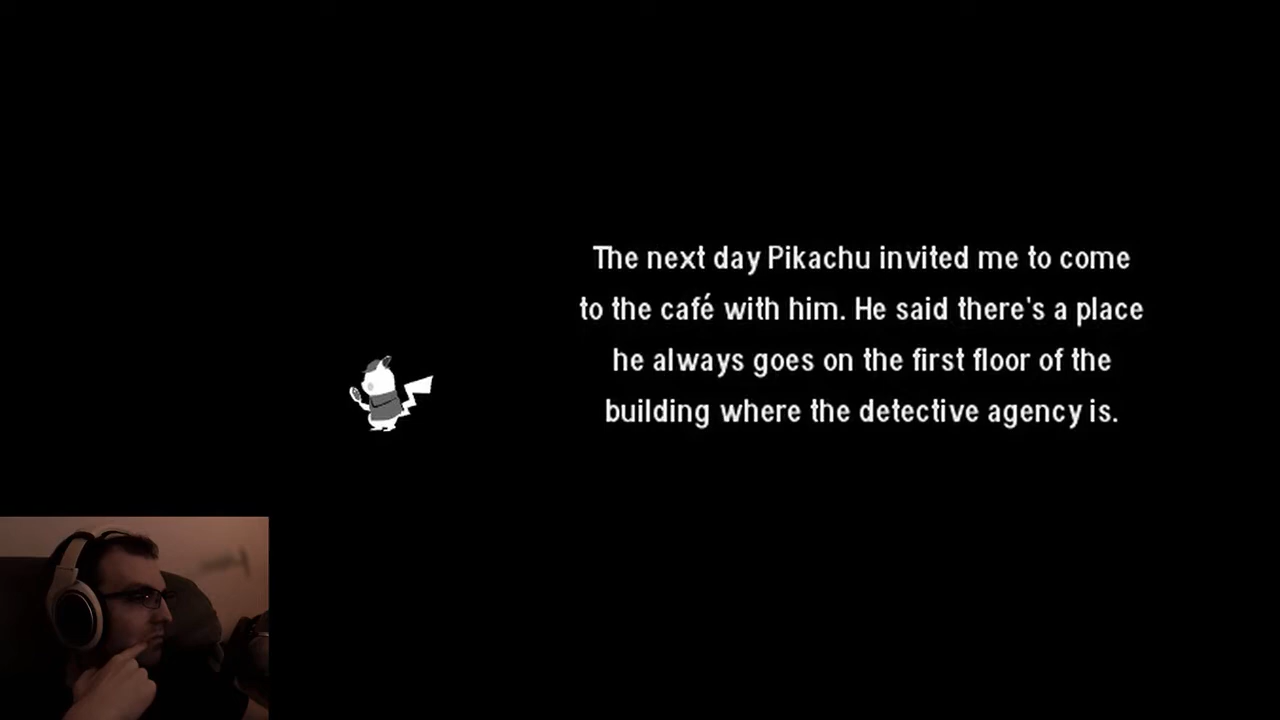 The next day Pikachu invited me to come
to the café with him. He said there's a place
he always goes on the first floor of the
building where the detective agency is.